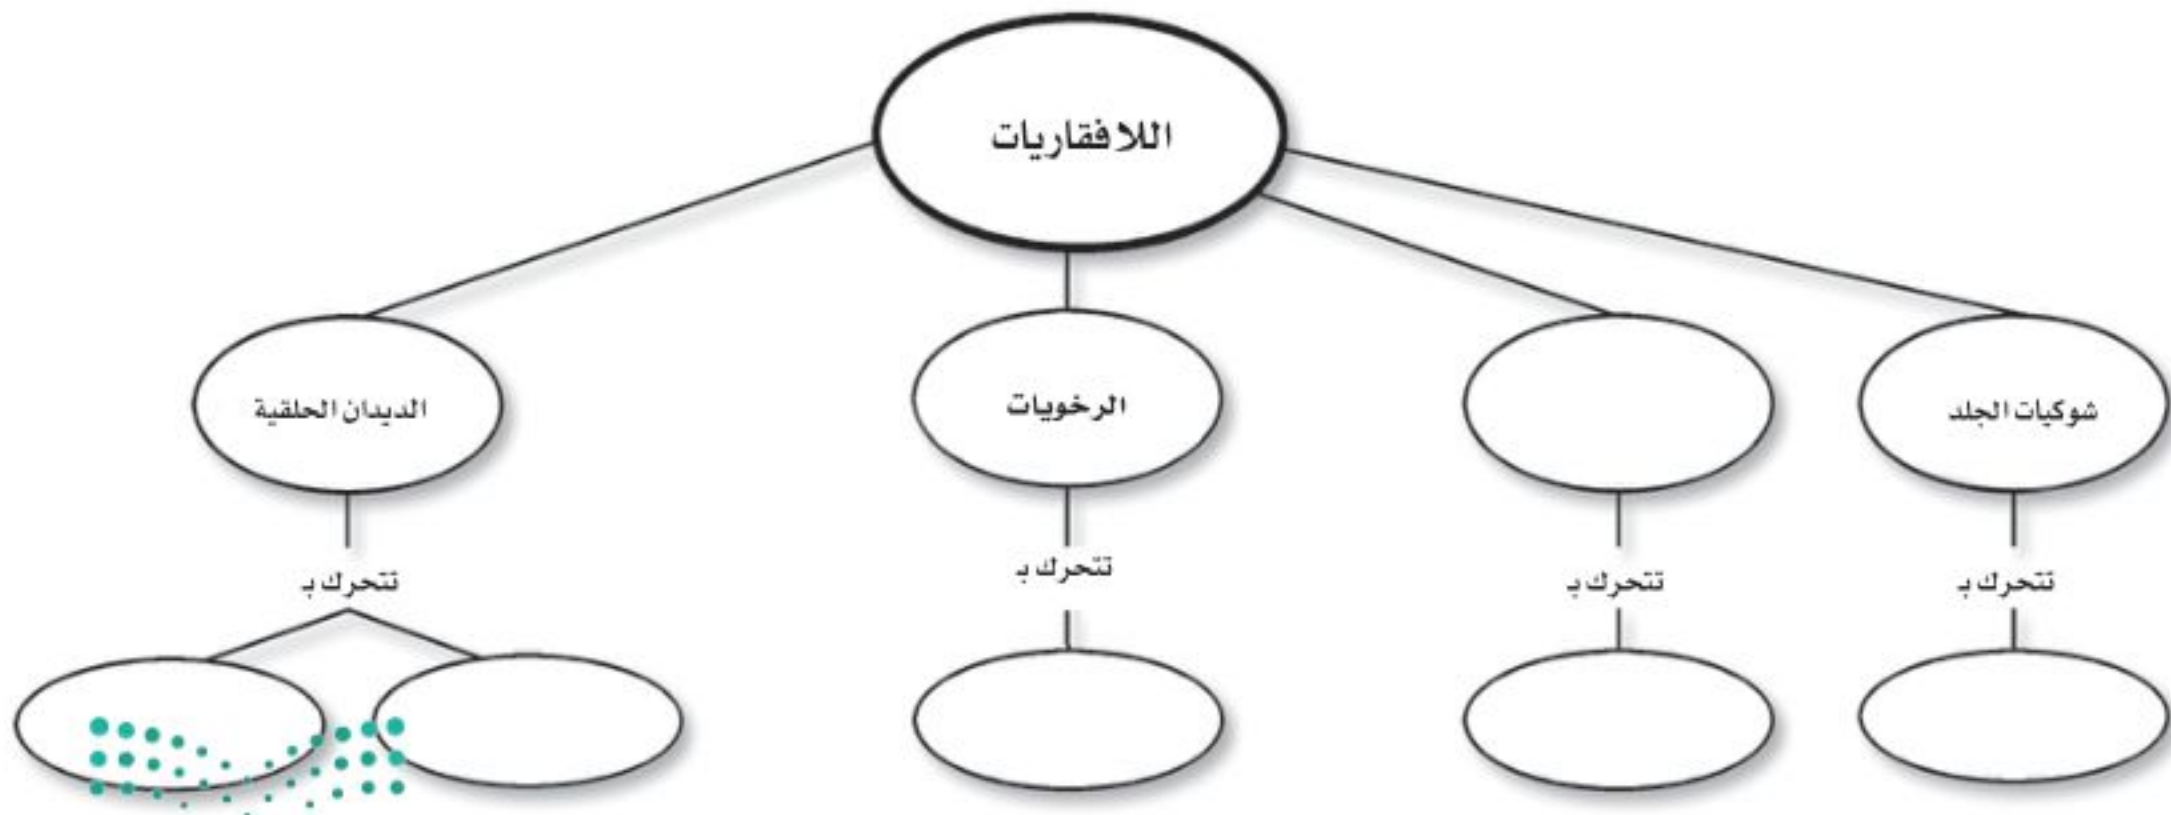 اللافقاريات
شوكيات الجلد
الرخويات
الديدان الحلقية
تتحرك بـ
تتحرك بـ
تتحرك بـ
تتحرك بـ